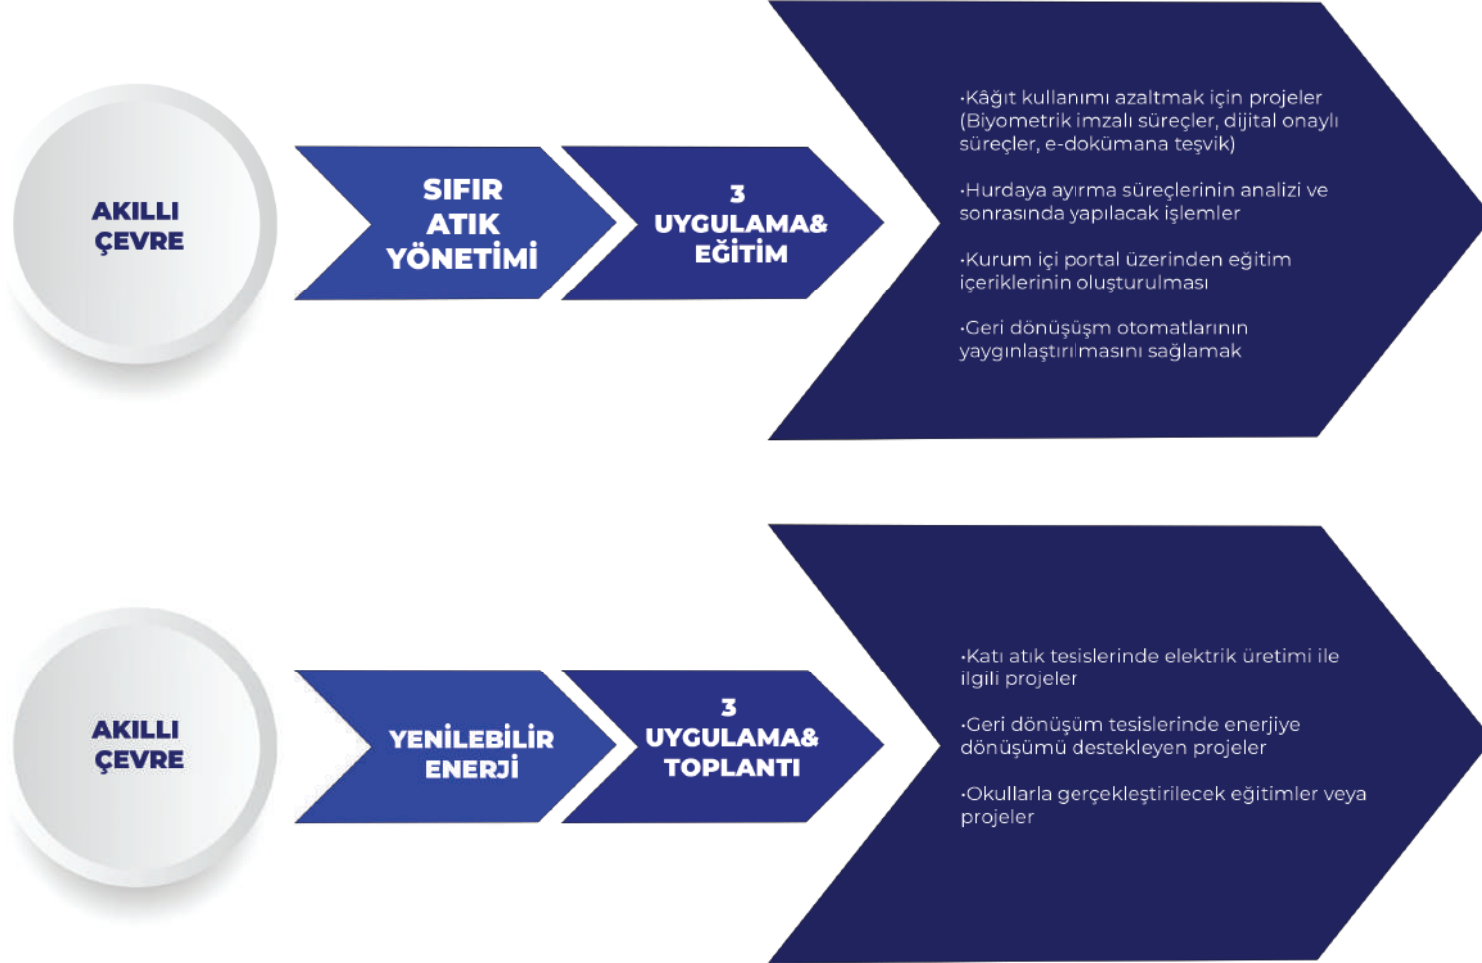 AKILLI
ÇEVRE
SIFIR
ATIK
YÖNETİMİ
3
UYGULAMA&
EĞİTİM
•Kâğıt kullanımı azaltmak için projeler
(Biyometrik imzalı süreçler, dijital onaylı
süreçler, e-dokümana teşvik)
•Hurdaya ayırma süreçlerinin analizi ve
sonrasında yapılacak işlemler
•Kurum içi portal üzerinden eğitim
içeriklerinin oluşturulması
•Geri dönüşüşm otomatlarının
yaygınlaştırılmasını sağlamak
AKILLI
ÇEVRE
YENİLEBİLİR
ENERJİ
3
UYGULAMA&
TOPLANTI
•Katı atık tesislerinde elektrik üretimi ile
ilgili projeler
•Geri dönüşüm tesislerinde enerjiye
dönüşümü destekleyen projeler
•Okullarla gerçekleştirilecek eğitimler veya
projeler